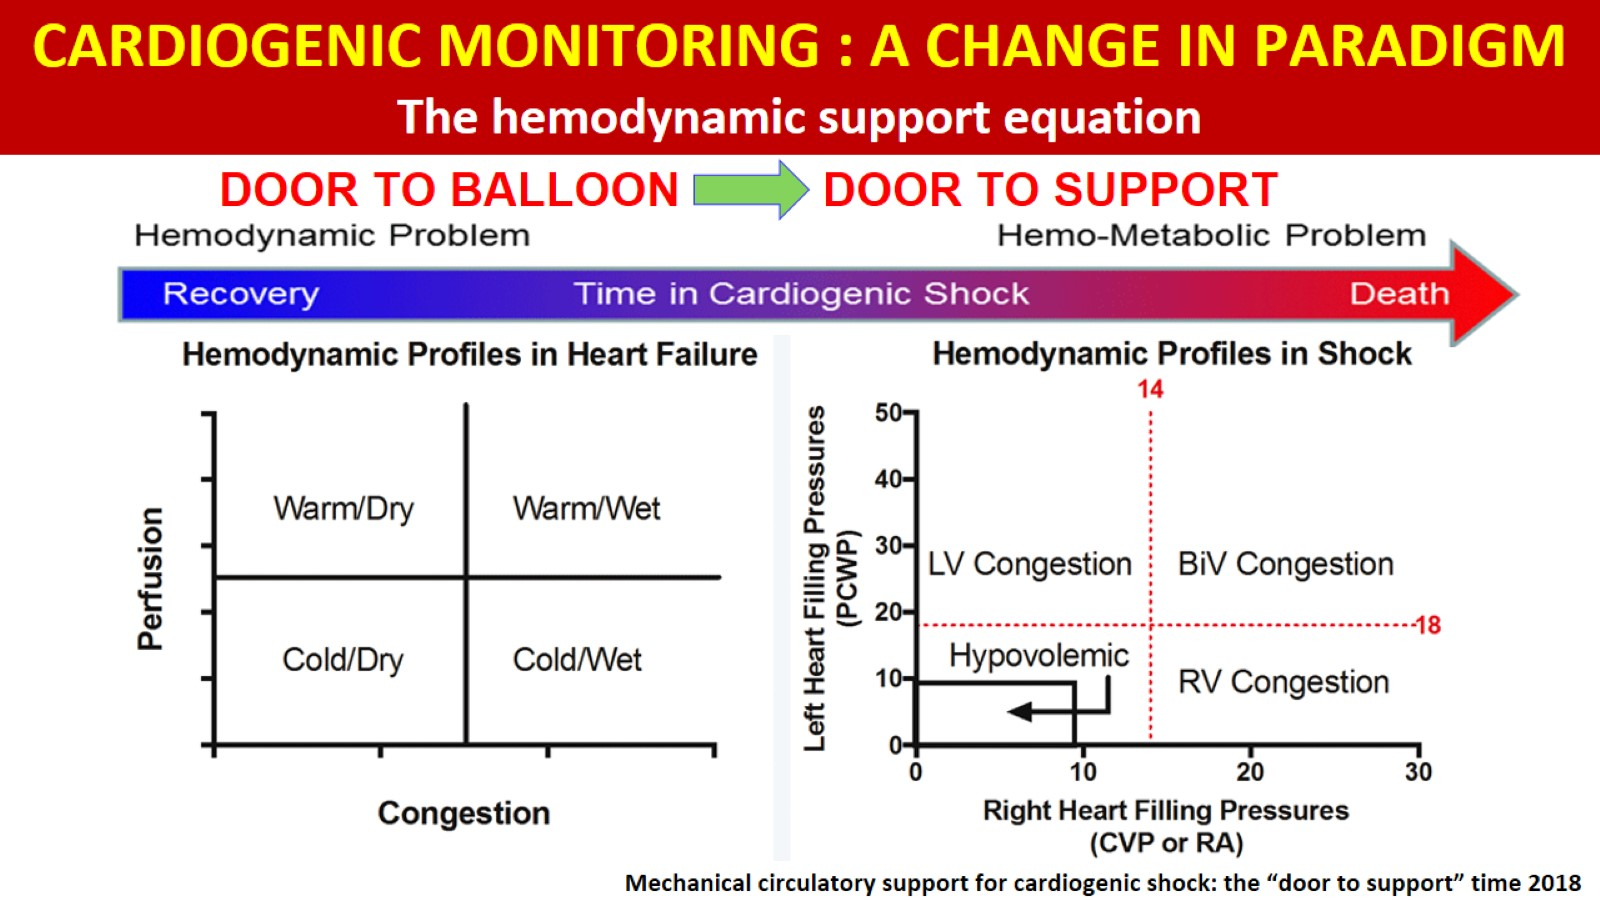 CARDIOGENIC MONITORING : A CHANGE IN PARADIGM
The hemodynamic support equation
DOOR TO BALLOON DOOR TO SUPPORT
Hemodynamic Problem Hemo-Metabolic Problem
Recovery Time in Cardiogenic Shock Death
Hemodynamic Profiles in Heart Failure
Perfusion
Warm/Dry Warm/Wet
Cold/Dry Cold/Wet
Congestion
Hemodynamic Profiles in Shock
14
Left Heart Filling Pressures
(PCWP)
50
40
30
20
10
0
LV Congestion BiV Congestion
18
Hypovolemic
RV Congestion
0 10 20 30
Right Heart Filling Pressures
(CVP or RA)
Mechanical circulatory support for cardiogenic shock: the “door to support” time 2018